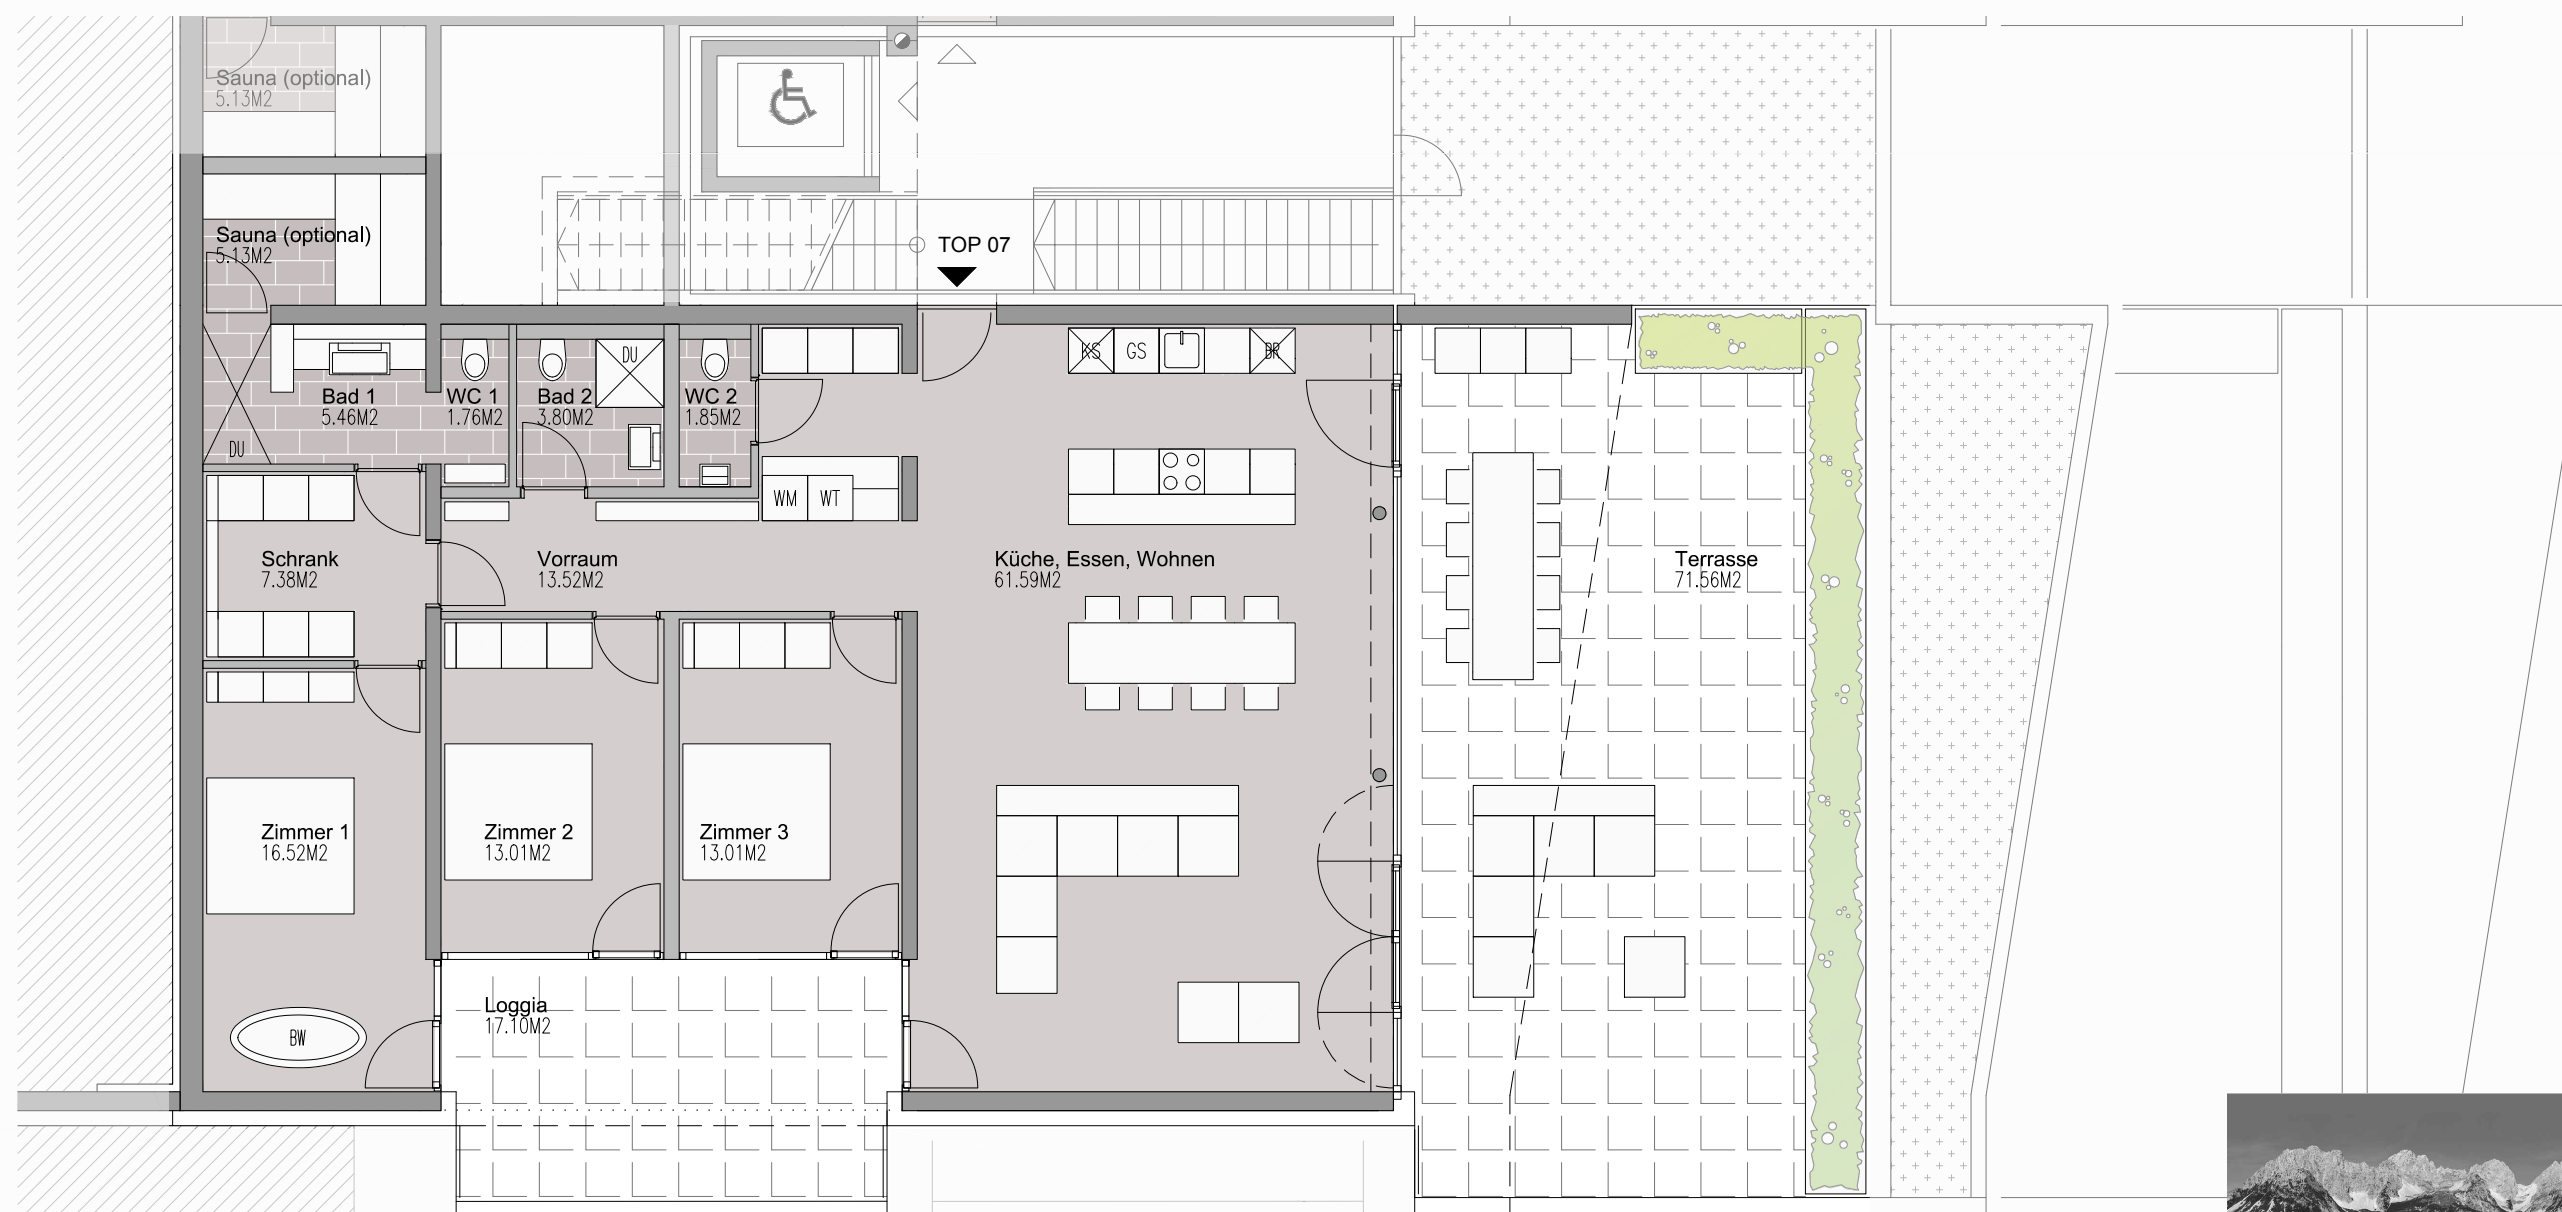 Sauna (optional)
5.13M2
Sauna (optional)
5.13M2
TOP 07
DU
KS
GS
BR
Bad 1
5.46M2
WC 1
1.76M2
Bad 2
3.80M2
WC 2
1.85M2
DU
WM
WT
Schrank
7.38M2
Vorraum
13.52M2
Küche, Essen, Wohnen
61.59M2
Terrasse
71.56M2
Zimmer 1
16.52M2
Zimmer 2
13.01M2
Zimmer 3
13.01M2
Loggia
17.10M2
BW